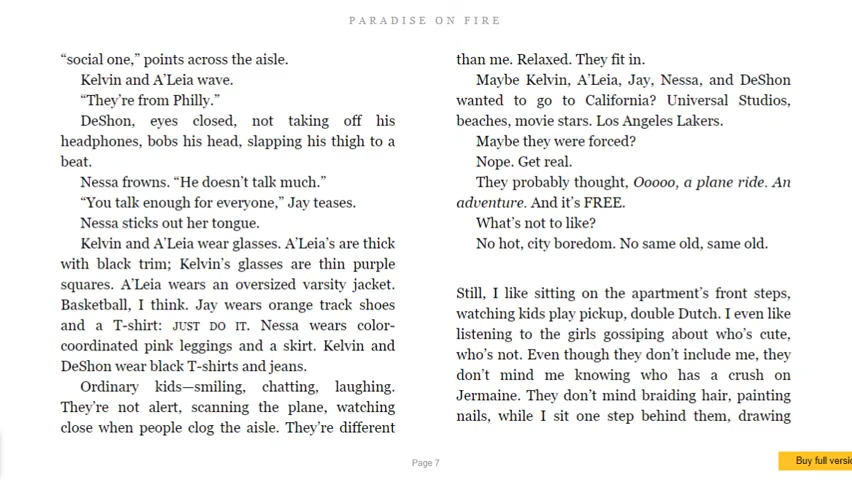 PARADISE ON FIRE
“social one,” points across the aisle.
Kelvin and A’Leia wave.
“They’re from Philly.”
DeShon, eyes closed, not taking off his
headphones, bobs his head, slapping his thigh to a
beat.
Nessa frowns. “He doesn’t talk much.”
“You talk enough for everyone,” Jay teases.
Nessa sticks out her tongue.
Kelvin and A’Leia wear glasses. A’Leia’s are thick
with black trim; Kelvin’s glasses are thin purple
squares. A’Leia wears an oversized varsity jacket.
Basketball, I think. Jay wears orange track shoes
and a T-shirt: JUST DO IT. Nessa wears color-
coordinated pink leggings and a skirt. Kelvin and
DeShon wear black T-shirts and jeans.
Ordinary kids—smiling, chatting, laughing.
They’re not alert, scanning the plane, watching
close when people clog the aisle. They’re different
than me. Relaxed. They fit in.
Maybe Kelvin, A’Leia, Jay, Nessa, and DeShon
wanted to go to California? Universal Studios,
beaches, movie stars. Los Angeles Lakers.
Maybe they were forced?
Nope. Get real.
They probably thought, Ooooo, a plane ride. An
adventure. And it’s FREE.
What’s not to like?
No hot, city boredom. No same old, same old.
Still, I like sitting on the apartment’s front steps,
watching kids play pickup, double Dutch. I even like
listening to the girls gossiping about who’s cute,
who’s not. Even though they don’t include me, they
don’t mind me knowing who has a crush on
Jermaine. They don’t mind braiding hair, painting
nails, while I sit one step behind them, drawing
Page 7
Buy full versio